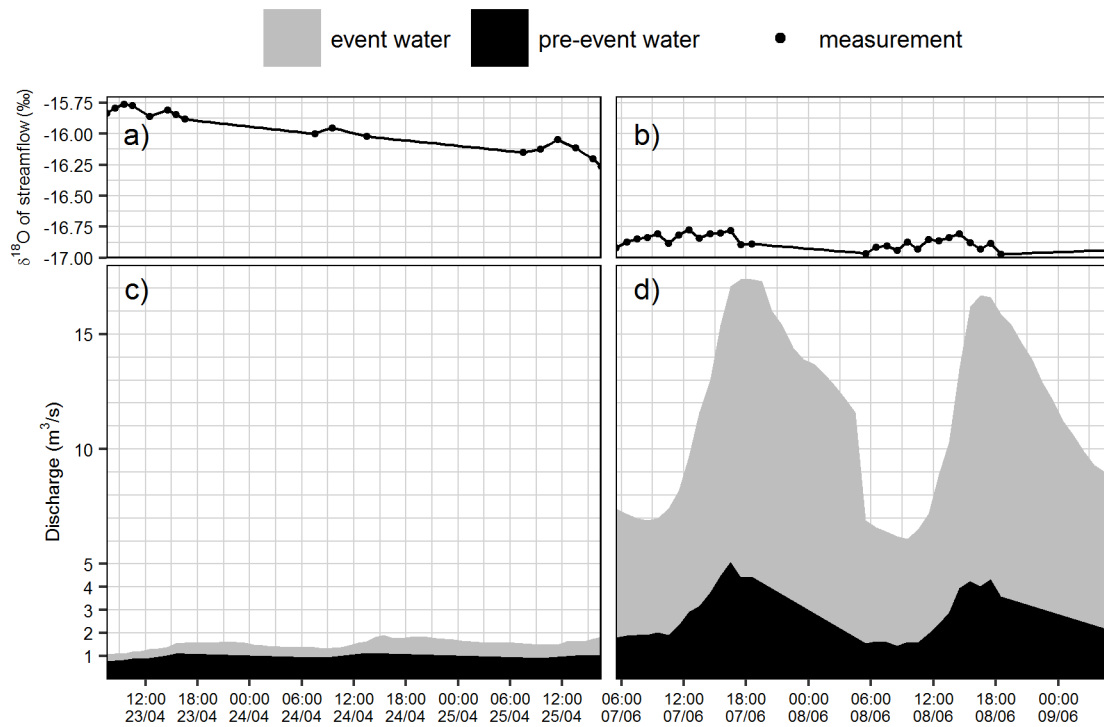 event water pre-event water measurement
δ18O of streamflow (‰)
-15.75
-16.00
-16.25
-16.50
-16.75
-17.00
a)
b)
Discharge (m³/s)
15
10
5
4
3
2
1
c)
d)
12:00 18:00 00:00 06:00 12:00 18:00 00:00 06:00 12:00
23/04 23/04 24/04 24/04 24/04 24/04 25/04 25/04 25/04
06:00 12:00 18:00 00:00 06:00 12:00 18:00 00:00
07/06 07/06 07/06 08/06 08/06 08/06 08/06 09/06